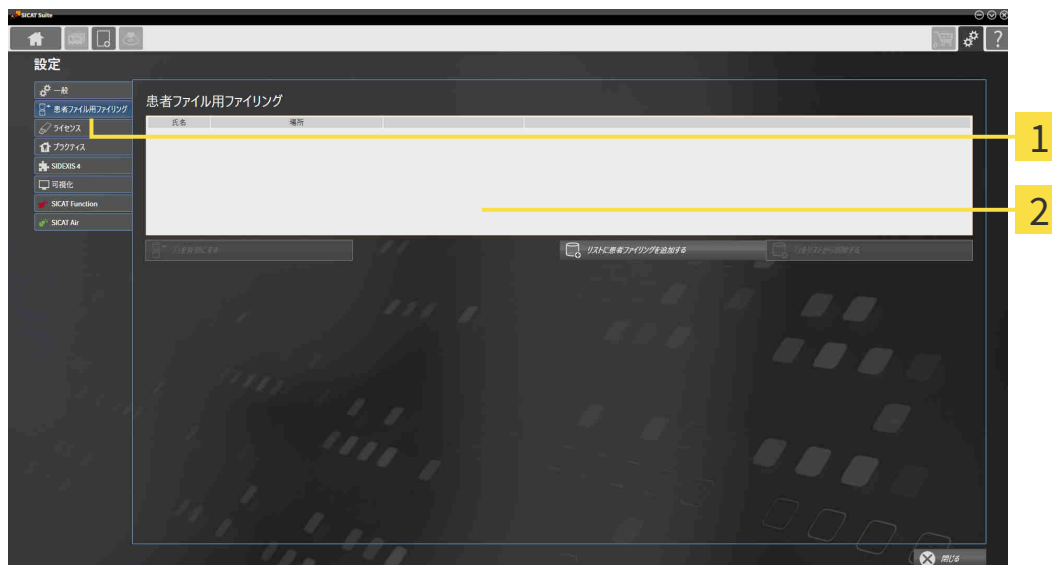 SICAT Suite
設定
一般
患者ファイル用ファイリング
ライセンス
プラクティス
SIDEXIS 4
可視化
SICAT Function
SICAT Air
患者ファイル用ファイリング
氏名 場所
リストに患者ファイリングを追加する
閉じる
?
1
2